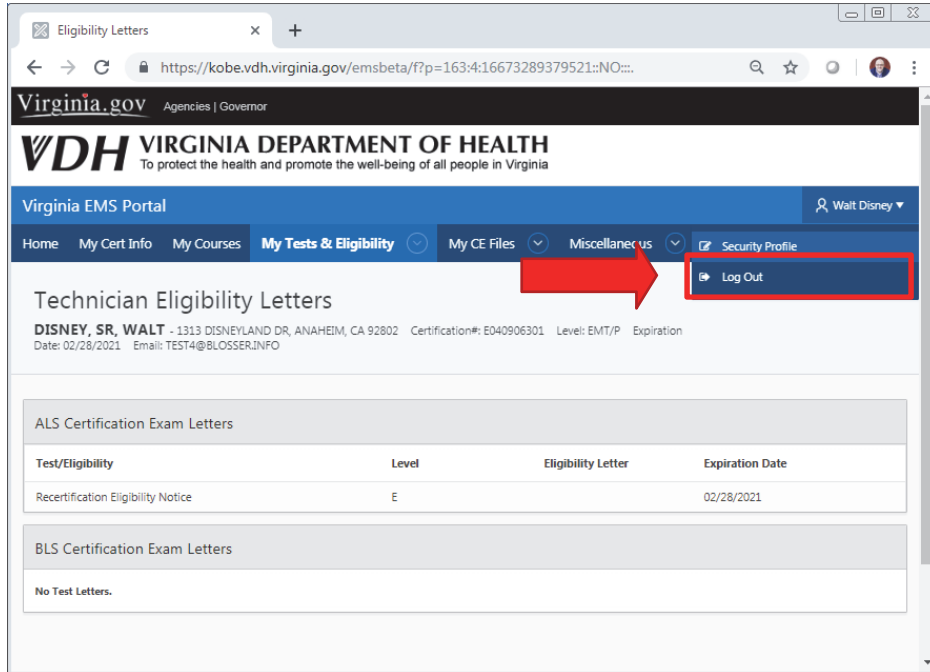 Eligibility Letters
https://kobe.vdh.virginia.gov/emsbeta/f?p=163:4:16673289379521::NO:::.
Virginia.gov Agencies | Governor
VDH VIRGINIA DEPARTMENT OF HEALTH
To protect the health and promote the well-being of all people in Virginia
Virginia EMS Portal Walt Disney
Home My Cert Info My Courses My Tests & Eligibility My CE Files Miscellaneous
Security Profile
Log Out
Technician Eligibility Letters
DISNEY, SR, WALT - 1313 DISNEYLAND DR, ANAHEIM, CA 92802 Certification#: E040906301 Level: EMT/P Expiration
Date: 02/28/2021 Email: TEST4@BLOSSER.INFO
ALS Certification Exam Letters
Test/Eligibility Level Eligibility Letter Expiration Date
Recertification Eligibility Notice E 02/28/2021
BLS Certification Exam Letters
No Test Letters.